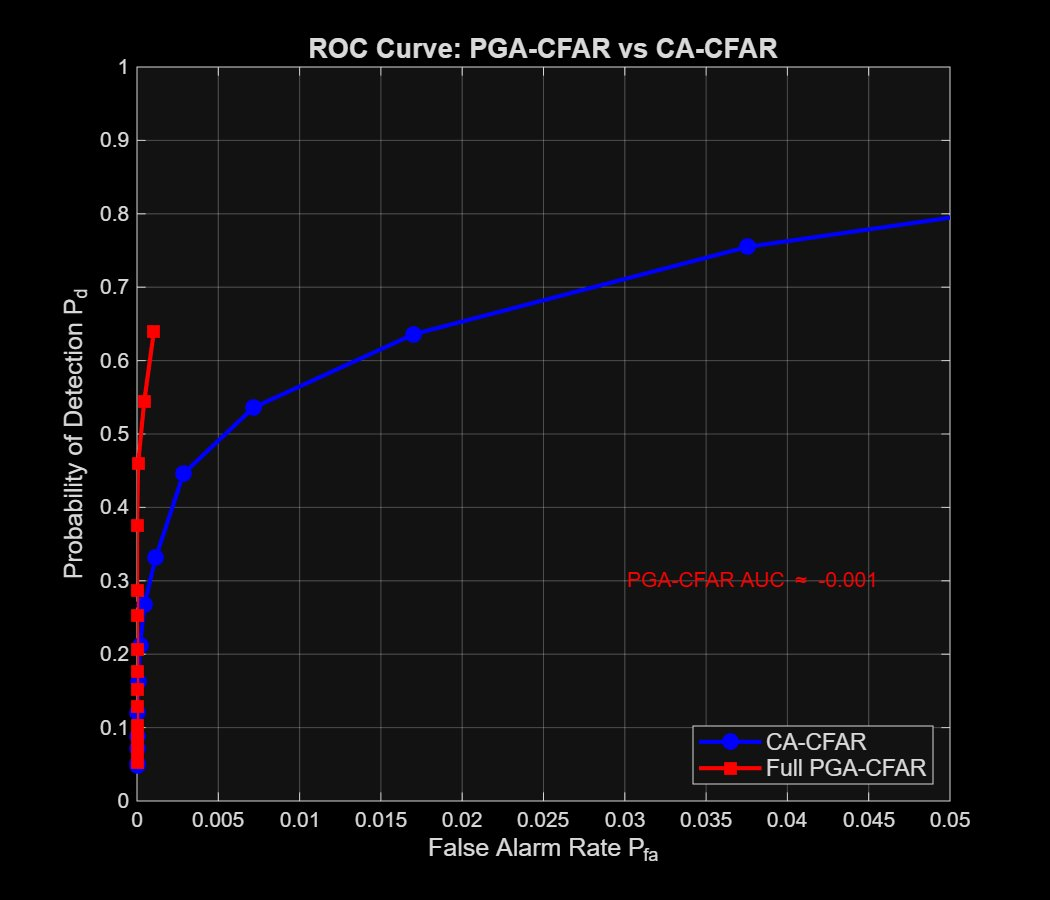 ROC Curve: PGA-CFAR vs CA-CFAR
1
0.9
0.8
0.7
0.6
0.5
0.4
0.3
0.2
0.1
0
Probability of Detection Pd
PGA-CFAR AUC ≈ -0.001
CA-CFAR
Full PGA-CFAR
0 0.005 0.01 0.015 0.02 0.025 0.03 0.035 0.04 0.045 0.05
False Alarm Rate Pfa